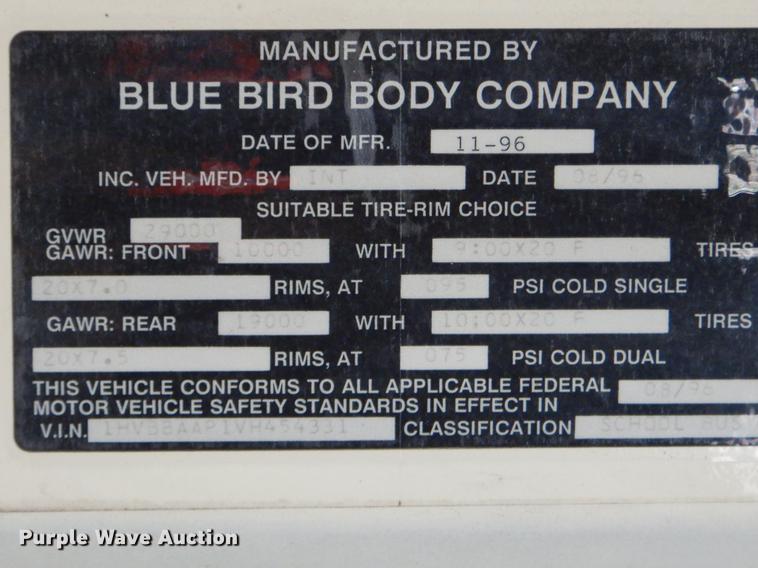 MANUFACTURED BY
BLUE BIRD BODY COMPANY
DATE OF MFR. 11-96
INC. VEH. MFD. BY INT DATE 08/96
SUITABLE TIRE-RIM CHOICE
GVWR 29000
GAWR: FRONT 10000 WITH 9:00X20 F TIRES
20X7.0 RIMS, AT 095 PSI COLD SINGLE
GAWR: REAR 19000 WITH 10:00X20 F TIRES
20X7.5 RIMS, AT 075 PSI COLD DUAL
THIS VEHICLE CONFORMS TO ALL APPLICABLE FEDERAL 08/96
MOTOR VEHICLE SAFETY STANDARDS IN EFFECT IN
V.I.N. 1HVBBAAP1VH454331 CLASSIFICATION SCHOOL BUS
Purple Wave Auction